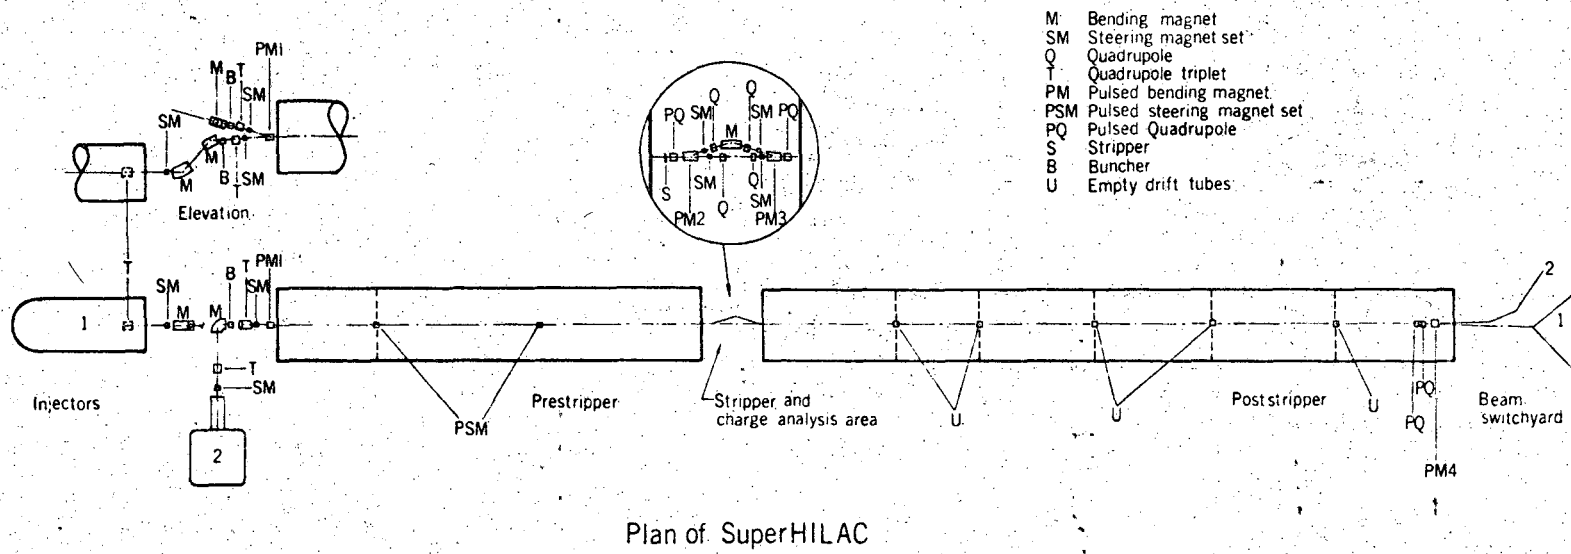 M Bending magnet
SM Steering magnet set
Q Quadrupole
T Quadrupole triplet
PM Pulsed bending magnet
PSM Pulsed steering magnet set
PQ Pulsed Quadrupole
S Stripper
B Buncher
U Empty drift tubes
PM1
M B T
SM
SM
M
M
B
T
SM
Elevation
PQ SM Q Q SM PQ
M
S
SM
Q
Q
SM
PM2
PM3
T
SM
M
M
B
T
SM
PM1
1
T
SM
2
Injectors
PSM
Prestripper
Stripper and
charge analysis area
U
U
Poststripper
U
PQ
PQ
PM4
2
1
Beam
switchyard
Plan of SuperHILAC